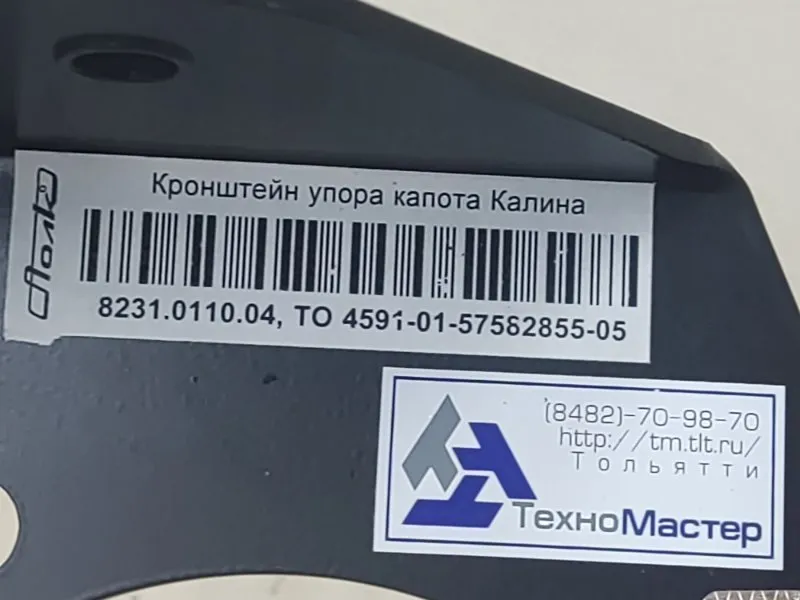 Кронштейн упора капота Калина
8231.0110.04, ТО 4591-01-57582855-05
(8482)-70-98-70
http://tm.tlt.ru/
Тольятти
ТехноМастер